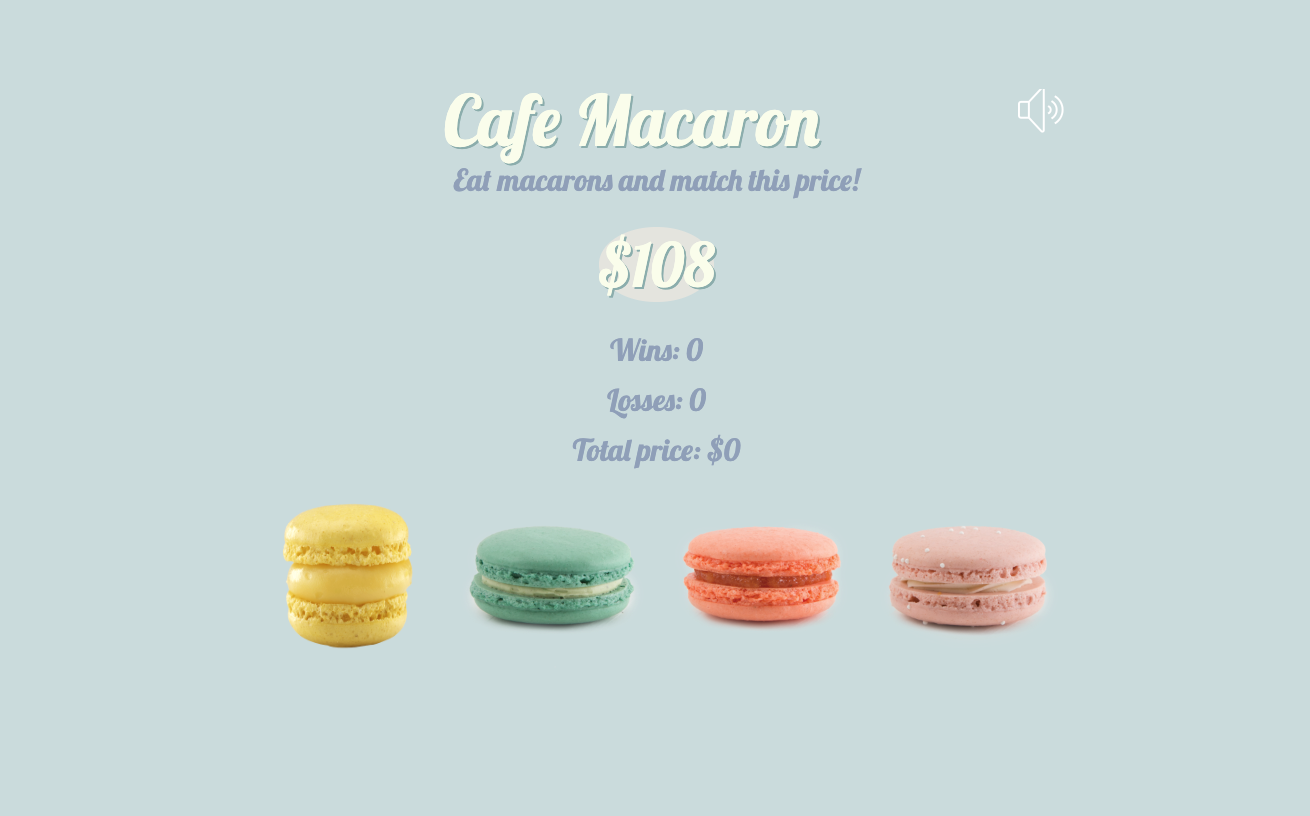 Cafe Macaron
Eat macarons and match this price!
$108
Wins: 0
Losses: 0
Total price: $0